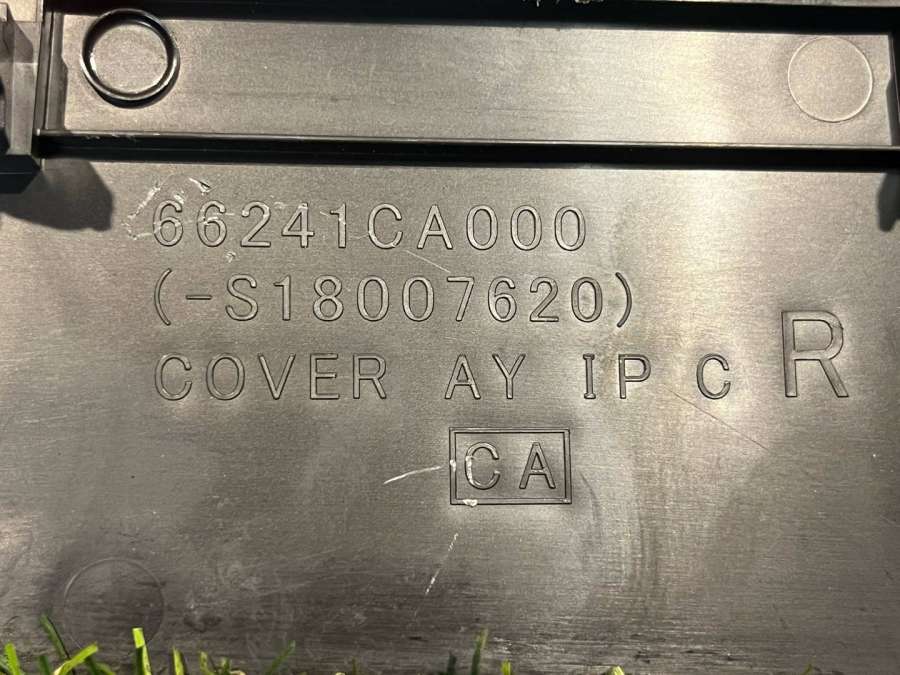 66241CA000
(-S18007620)
COVER AY IP C R
CA